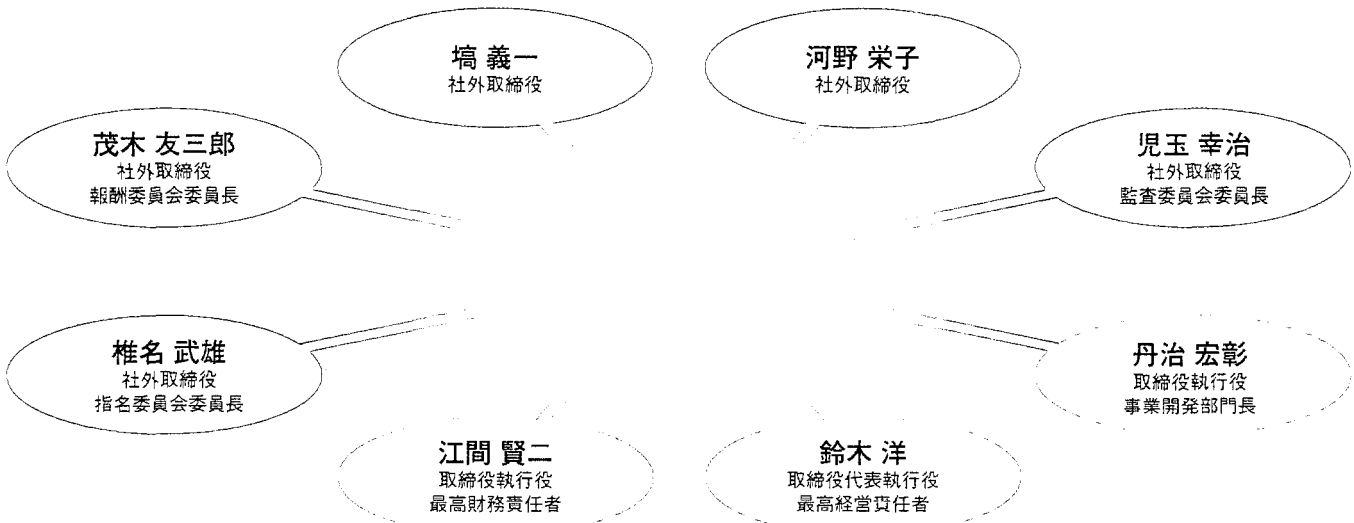 塙 義一
社外取締役
河野 栄子
社外取締役
茂木 友三郎
社外取締役
報酬委員会委員長
児玉 幸治
社外取締役
監査委員会委員長
椎名 武雄
社外取締役
指名委員会委員長
丹治 宏彰
取締役執行役
事業開発部門長
江間 賢二
取締役執行役
最高財務責任者
鈴木 洋
取締役代表執行役
最高経営責任者